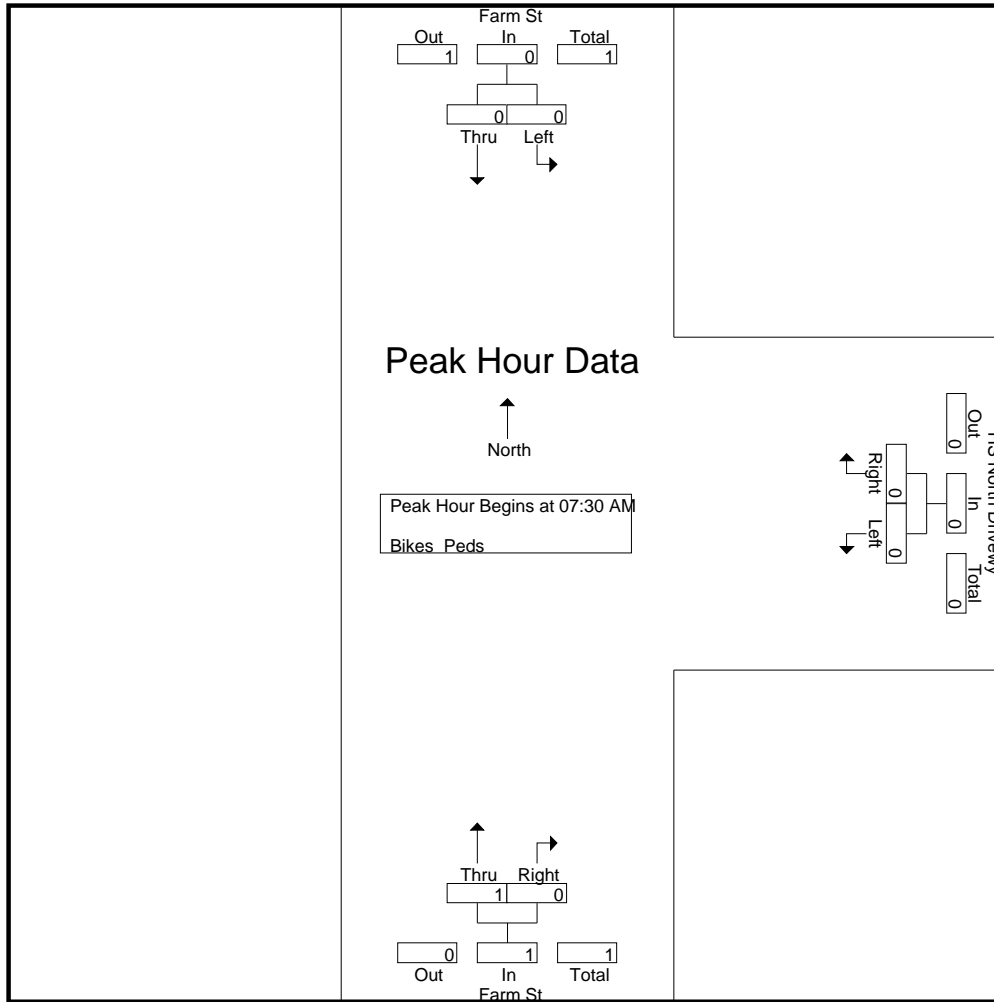 Farm St
Out In Total
1 0 1
0 0
Thru Left
Peak Hour Data
North
Peak Hour Begins at 07:30 AM
Bikes Peds
Right Left
0 0
Out In Total
0 0 0
North
Thru Right
1 0
0 1 1
Out In Total
Farm St